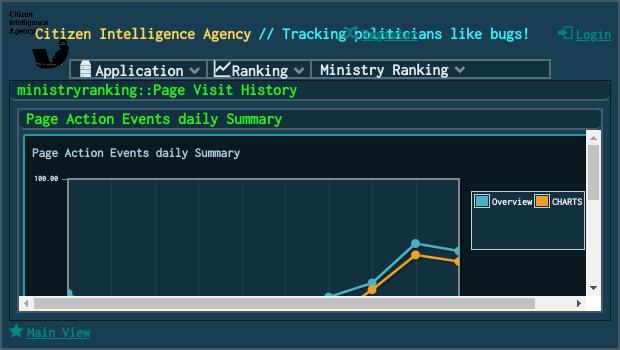 Citizen
Intelligence
Agency
Citizen Intelligence Agency // Tracking politicians like bugs!
Register
Login
Application
Ranking
Ministry Ranking
ministryranking::Page Visit History
Page Action Events daily Summary
Page Action Events daily Summary
100.00
Overview
CHARTS
Main View